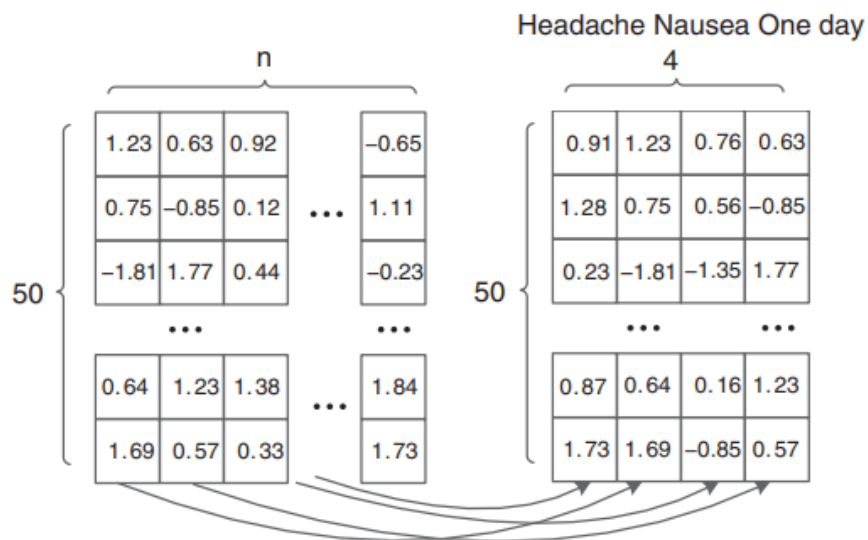 Headache Nausea One day
n 4
1.23 0.63 0.92 −0.65 0.91 1.23 0.76 0.63
0.75 −0.85 0.12 ... 1.11 1.28 0.75 0.56 −0.85
−1.81 1.77 0.44 −0.23 0.23 −1.81 −1.35 1.77
50 ... ... 50 ... ...
0.64 1.23 1.38 ... 1.84 0.87 0.64 0.16 1.23
1.69 0.57 0.33 1.73 1.73 1.69 −0.85 0.57